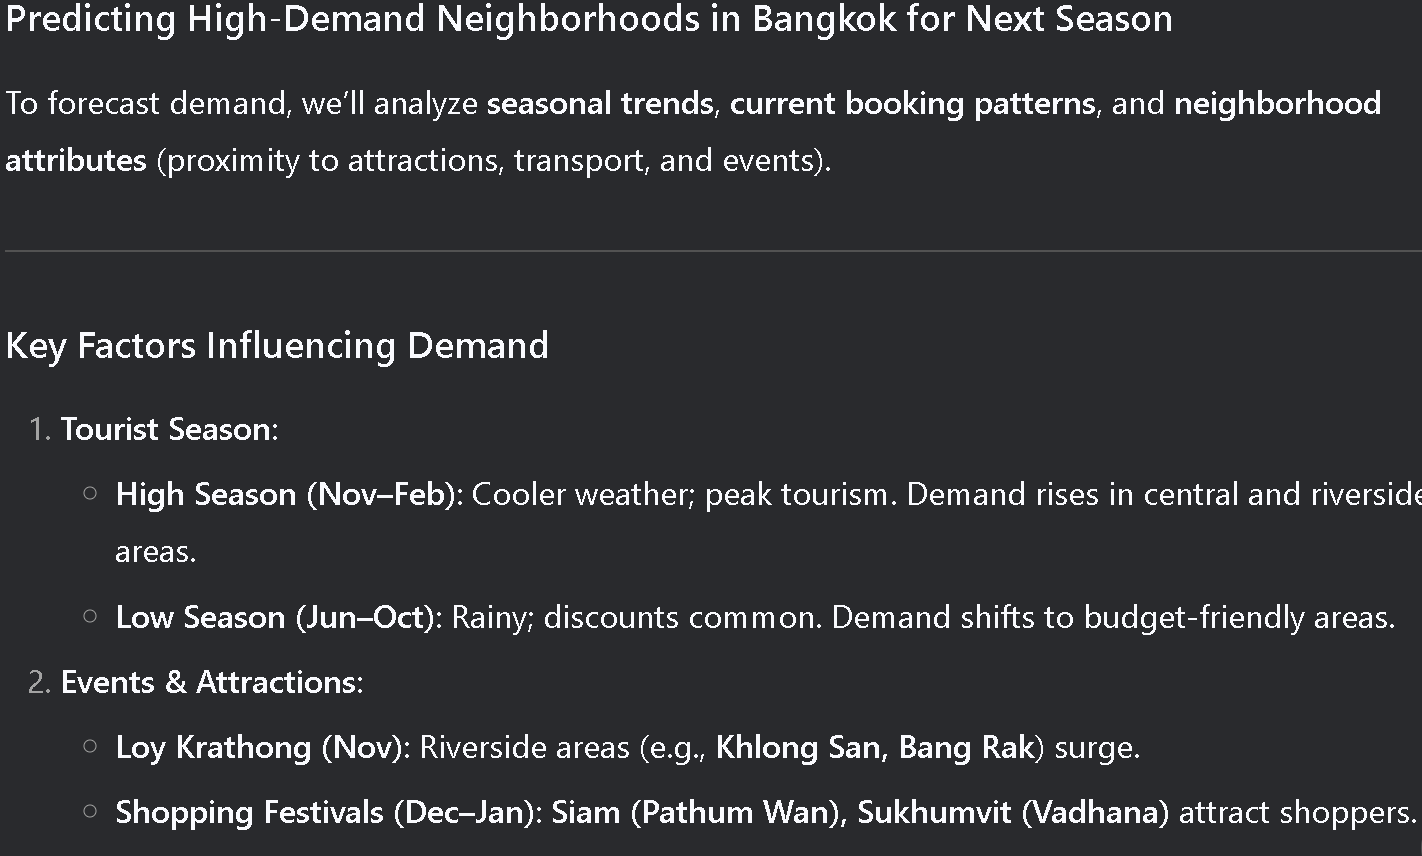 Predicting High-Demand Neighborhoods in Bangkok for Next Season
To forecast demand, we’ll analyze seasonal trends, current booking patterns, and neighborhood
attributes (proximity to attractions, transport, and events).
Key Factors Influencing Demand
1. Tourist Season:
○ High Season (Nov–Feb): Cooler weather; peak tourism. Demand rises in central and riverside
areas.
○ Low Season (Jun–Oct): Rainy; discounts common. Demand shifts to budget-friendly areas.
2. Events & Attractions:
○ Loy Krathong (Nov): Riverside areas (e.g., Khlong San, Bang Rak) surge.
○ Shopping Festivals (Dec–Jan): Siam (Pathum Wan), Sukhumvit (Vadhana) attract shoppers.